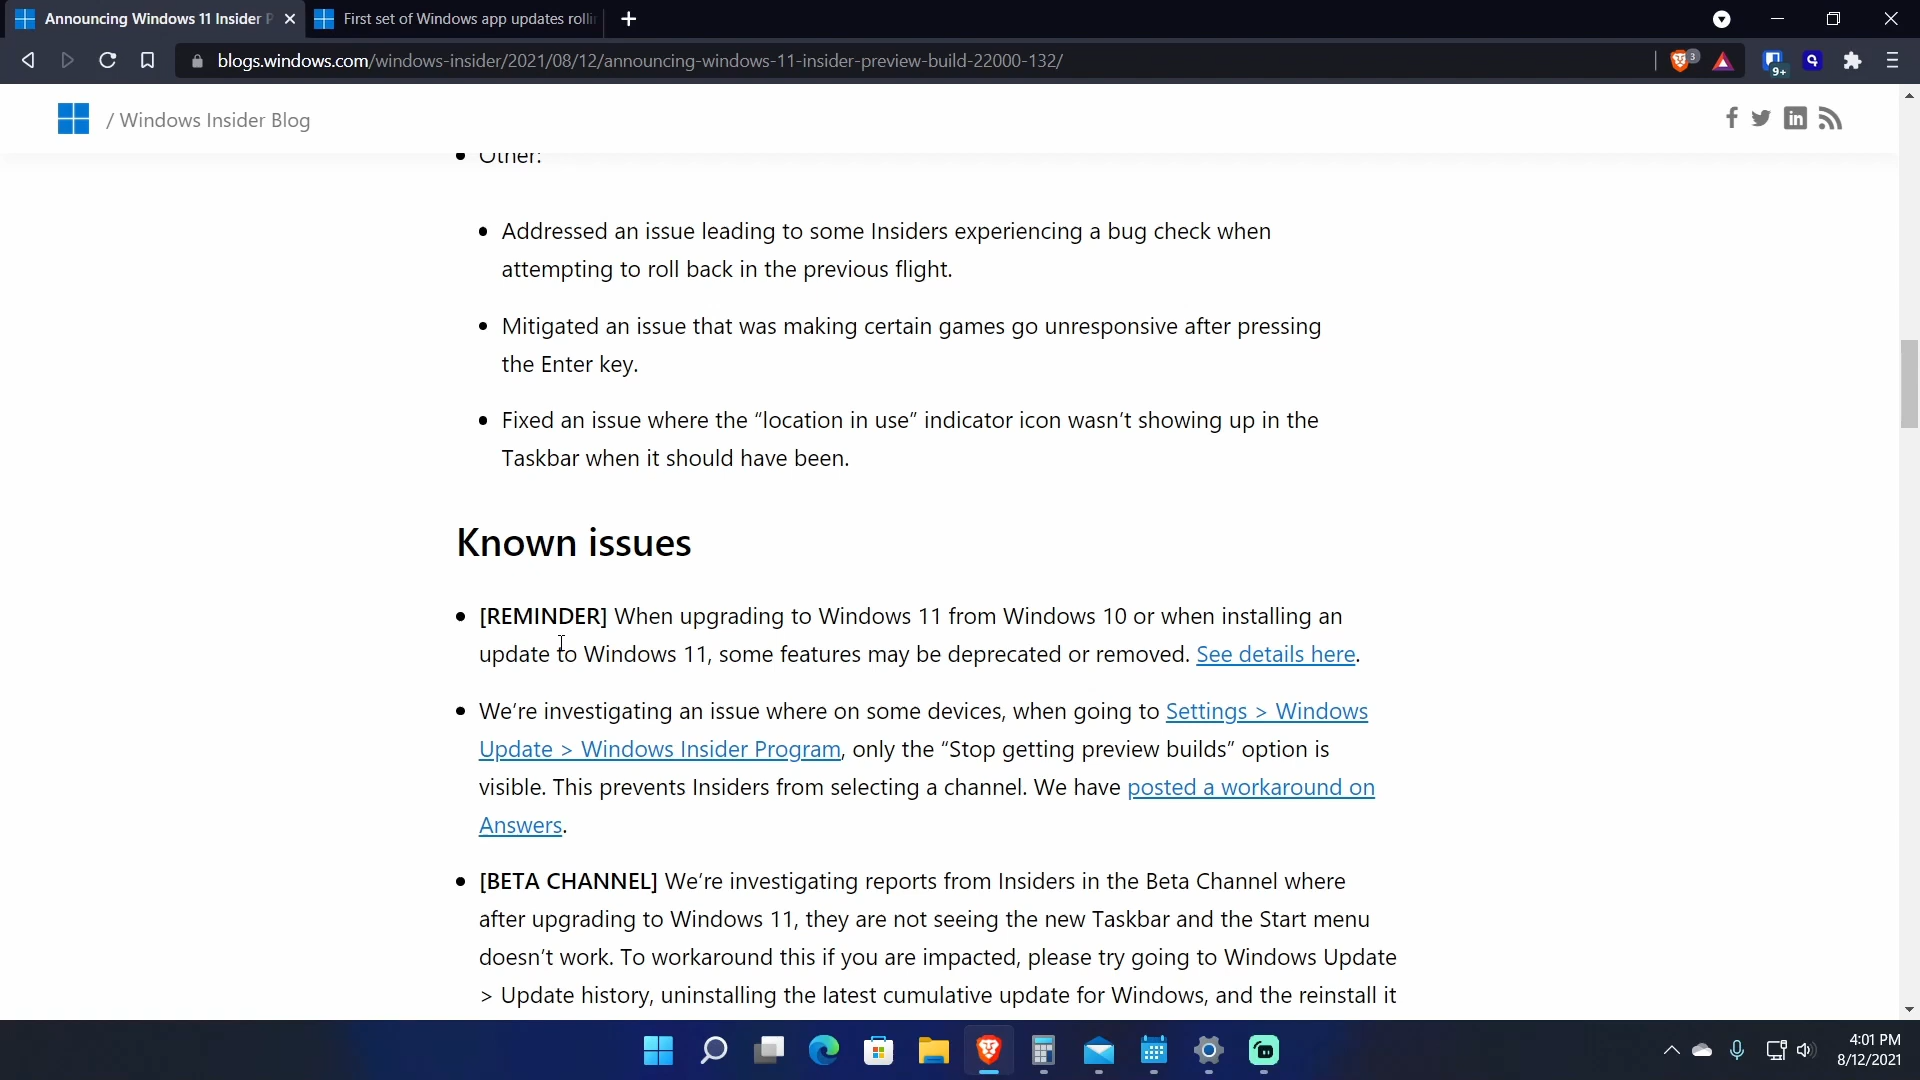 Announcing Windows 11 Insider P
First set of Windows app updates rolli
blogs.windows.com/windows-insider/2021/08/12/announcing-windows-11-insider-preview-build-22000-132/
3
9+
/ Windows Insider Blog
Other:
Addressed an issue leading to some Insiders experiencing a bug check when
attempting to roll back in the previous flight.
Mitigated an issue that was making certain games go unresponsive after pressing
the Enter key.
Fixed an issue where the “location in use” indicator icon wasn’t showing up in the
Taskbar when it should have been.
Known issues
[REMINDER] When upgrading to Windows 11 from Windows 10 or when installing an
update to Windows 11, some features may be deprecated or removed. See details here.
We’re investigating an issue where on some devices, when going to Settings > Windows
Update > Windows Insider Program, only the “Stop getting preview builds” option is
visible. This prevents Insiders from selecting a channel. We have posted a workaround on
Answers.
[BETA CHANNEL] We’re investigating reports from Insiders in the Beta Channel where
after upgrading to Windows 11, they are not seeing the new Taskbar and the Start menu
doesn’t work. To workaround this if you are impacted, please try going to Windows Update
> Update history, uninstalling the latest cumulative update for Windows, and the reinstall it
4:01 PM
8/12/2021